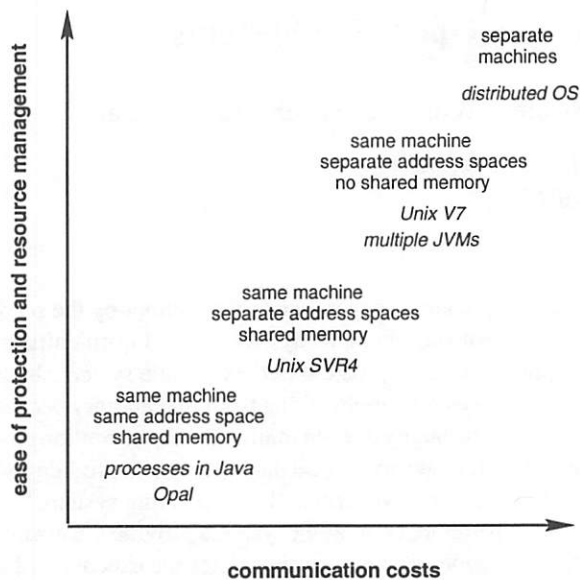 separate
machines
distributed OS
same machine
separate address spaces
no shared memory
Unix V7
multiple JVMs
same machine
separate address spaces
shared memory
Unix SVR4
same machine
same address space
shared memory
processes in Java
Opal
ease of protection and resource management
communication costs